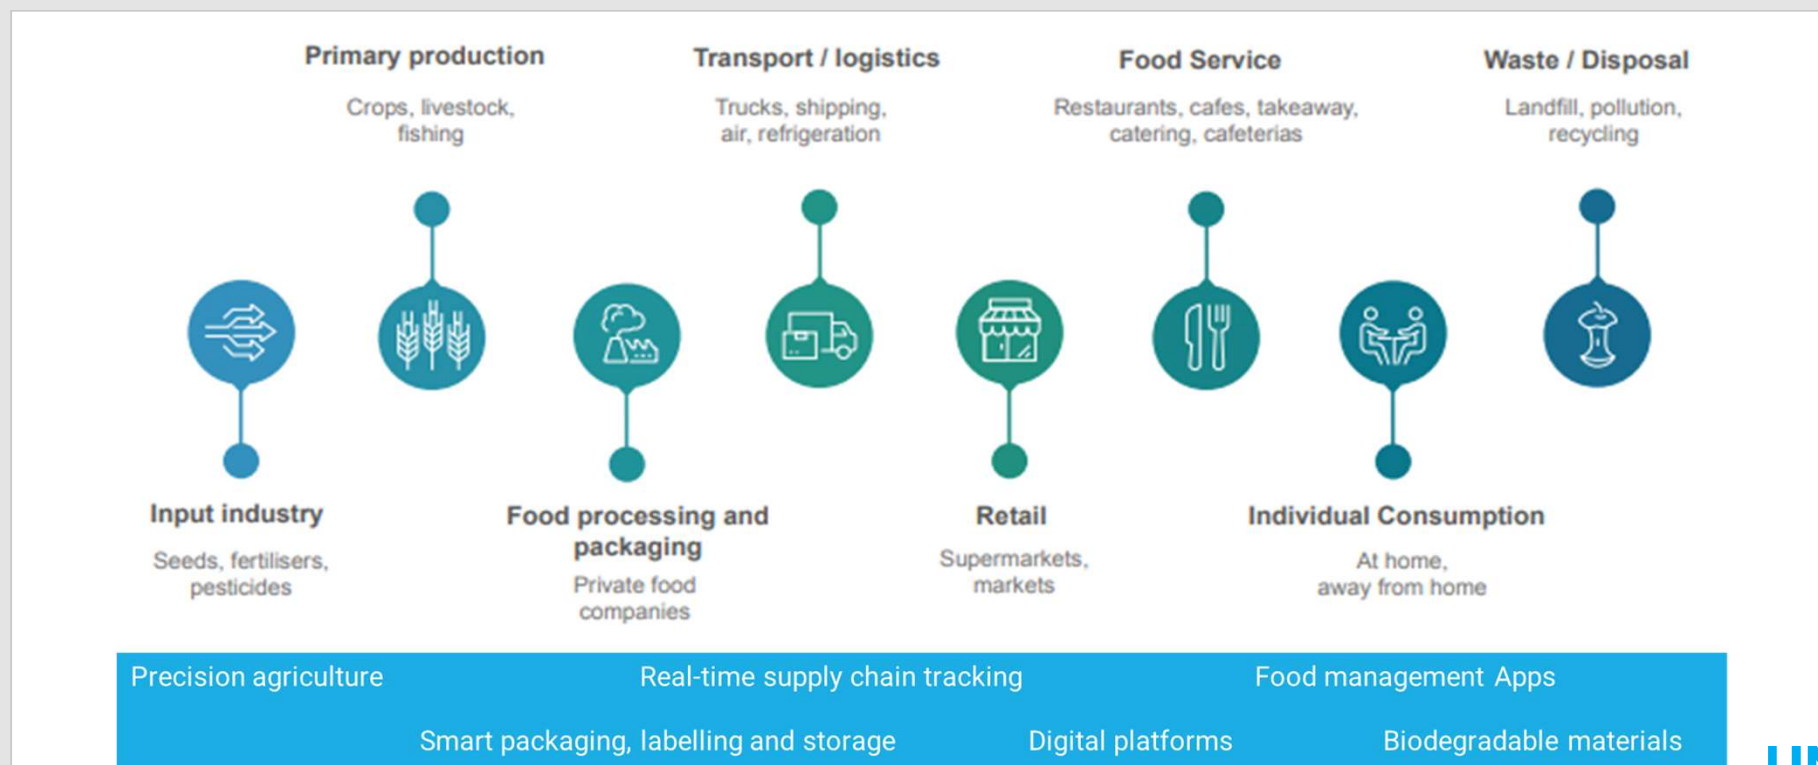 Primary production
Crops, livestock,
fishing
Transport / logistics
Trucks, shipping,
air, refrigeration
Food Service
Restaurants, cafes, takeaway,
catering, cafeterias
Waste / Disposal
Landfill, pollution,
recycling
Input industry
Seeds, fertilisers,
pesticides
Food processing and
packaging
Private food
companies
Retail
Supermarkets,
markets
Individual Consumption
At home,
away from home
Precision agriculture
Real-time supply chain tracking
Food management Apps
Smart packaging, labelling and storage
Digital platforms
Biodegradable materials